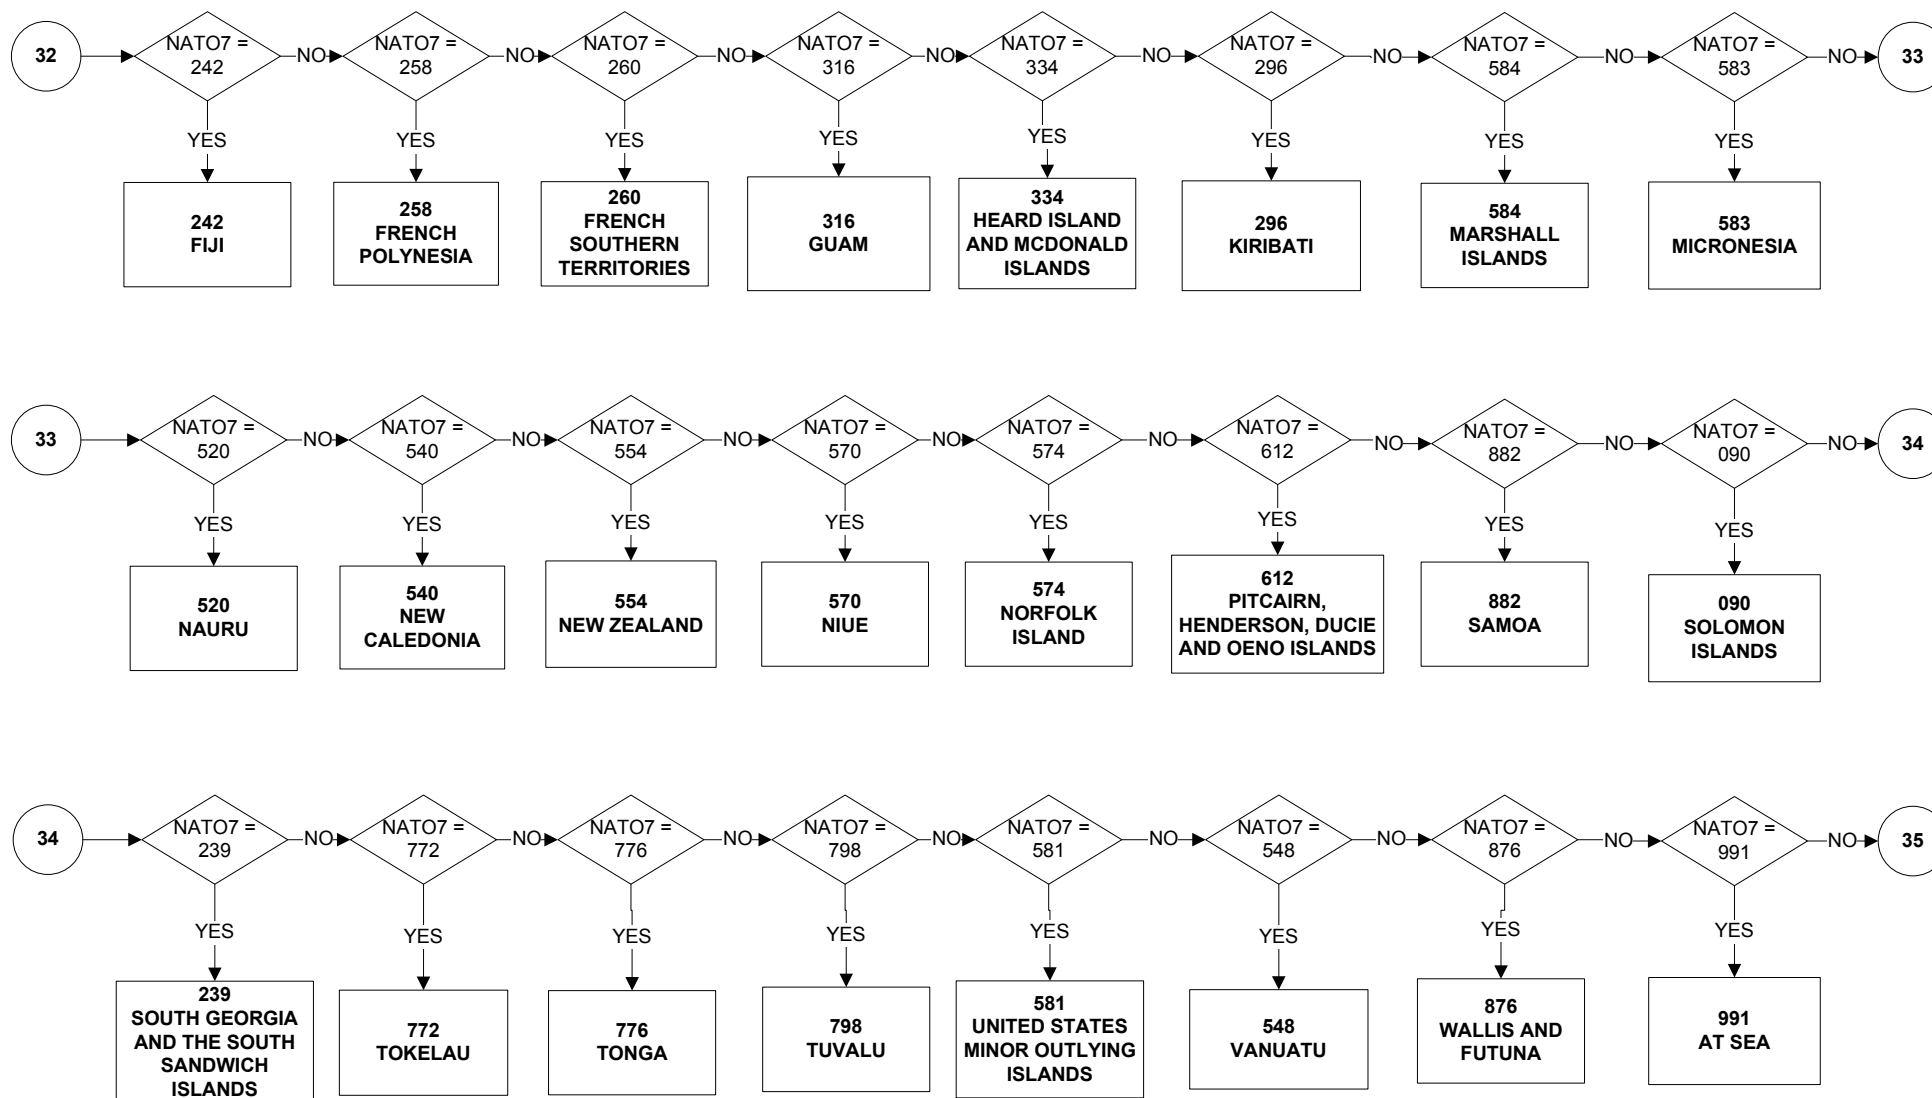 32
NATO7 =
242
NO
NATO7 =
258
NO
NATO7 =
260
NO
NATO7 =
316
NO
NATO7 =
334
NO
NATO7 =
296
NO
NATO7 =
584
NO
NATO7 =
583
NO
33
YES
YES
YES
YES
YES
YES
YES
YES
242
FIJI
258
FRENCH
POLYNESIA
260
FRENCH
SOUTHERN
TERRITORIES
316
GUAM
334
HEARD ISLAND
AND MCDONALD
ISLANDS
296
KIRIBATI
584
MARSHALL
ISLANDS
583
MICRONESIA
33
NATO7 =
520
NO
NATO7 =
540
NO
NATO7 =
554
NO
NATO7 =
570
NO
NATO7 =
574
NO
NATO7 =
612
NO
NATO7 =
882
NO
NATO7 =
090
NO
34
YES
YES
YES
YES
YES
YES
YES
YES
520
NAURU
540
NEW
CALEDONIA
554
NEW ZEALAND
570
NIUE
574
NORFOLK
ISLAND
612
PITCAIRN,
HENDERSON, DUCIE
AND OENO ISLANDS
882
SAMOA
090
SOLOMON
ISLANDS
34
NATO7 =
239
NO
NATO7 =
772
NO
NATO7 =
776
NO
NATO7 =
798
NO
NATO7 =
581
NO
NATO7 =
548
NO
NATO7 =
876
NO
NATO7 =
991
NO
35
YES
YES
YES
YES
YES
YES
YES
YES
239
SOUTH GEORGIA
AND THE SOUTH
SANDWICH
ISLANDS
772
TOKELAU
776
TONGA
798
TUVALU
581
UNITED STATES
MINOR OUTLYING
ISLANDS
548
VANUATU
876
WALLIS AND
FUTUNA
991
AT SEA